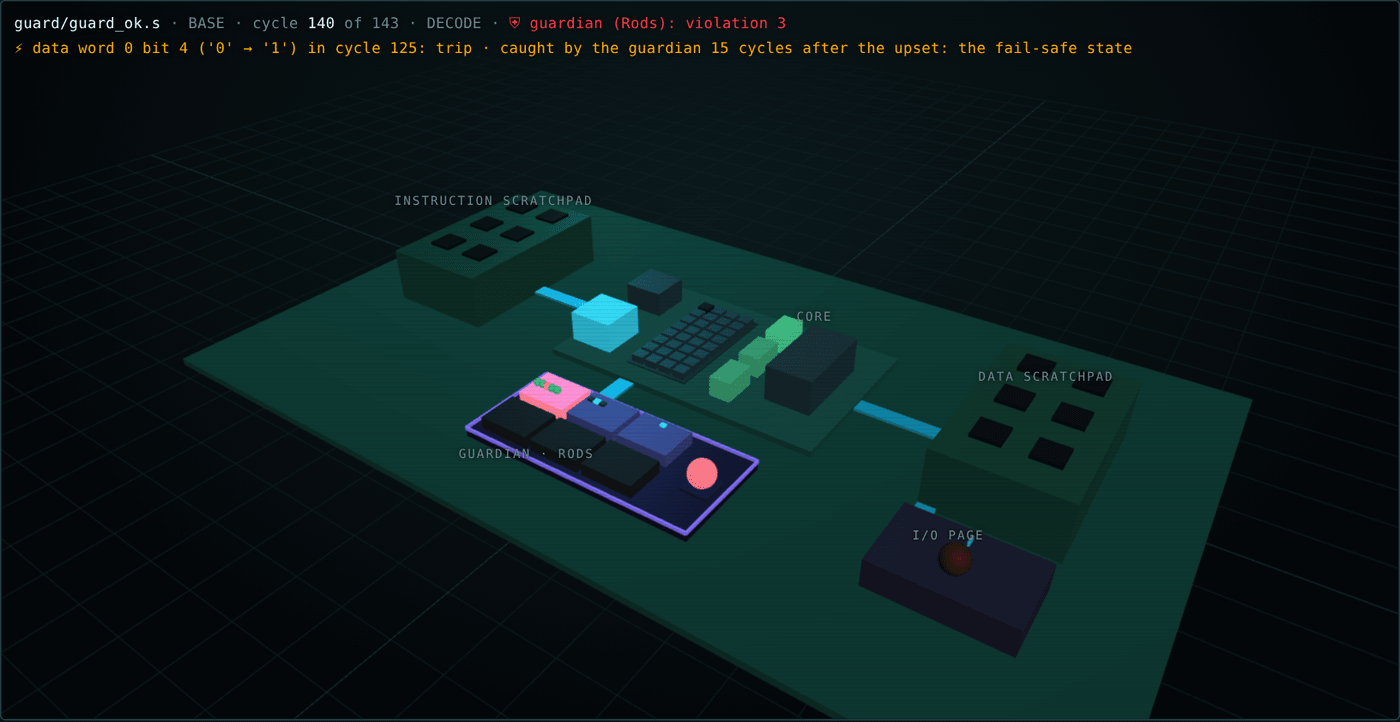 guard/guard_ok.s · BASE · cycle 140 of 143 · DECODE · ⛨ guardian (Rods): violation 3
⚡ data word 0 bit 4 ('0' → '1') in cycle 125: trip · caught by the guardian 15 cycles after the upset: the fail-safe state
INSTRUCTION SCRATCHPAD
CORE
DATA SCRATCHPAD
GUARDIAN · RODS
I/O PAGE